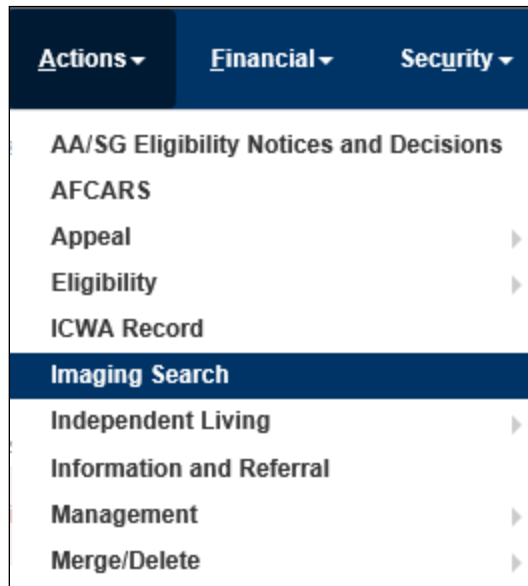 Actions Financial Security
AA/SG Eligibility Notices and Decisions
AFCARS
Appeal
Eligibility
ICWA Record
Imaging Search
Independent Living
Information and Referral
Management
Merge/Delete